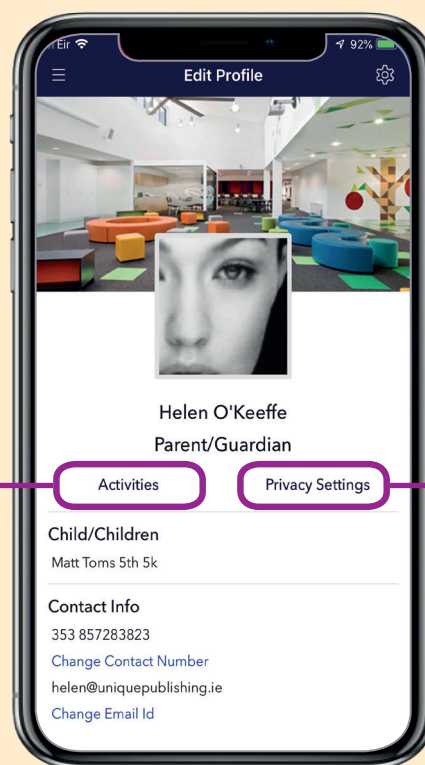 Eir 92%
Edit Profile
Helen O'Keeffe
Parent/Guardian
Activities Privacy Settings
Child/Children
Matt Toms 5th 5k
Contact Info
353 857283823
Change Contact Number
helen@uniquepublishing.ie
Change Email Id